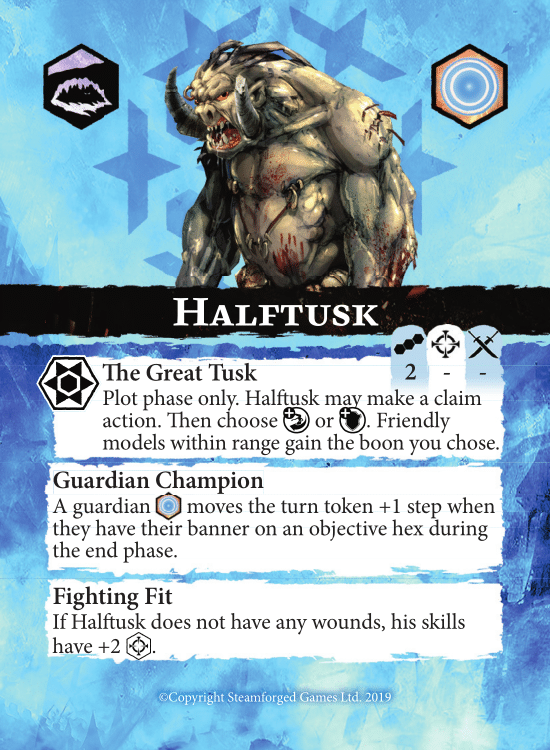 Halftusk
The Great Tusk
2 - -
Plot phase only. Halftusk may make a claim
action. Then choose or . Friendly
models within range gain the boon you chose.
Guardian Champion
A guardian moves the turn token +1 step when
they have their banner on an objective hex during
the end phase.
Fighting Fit
If Halftusk does not have any wounds, his skills
have +2 .
©Copyright Steamforged Games Ltd. 2019